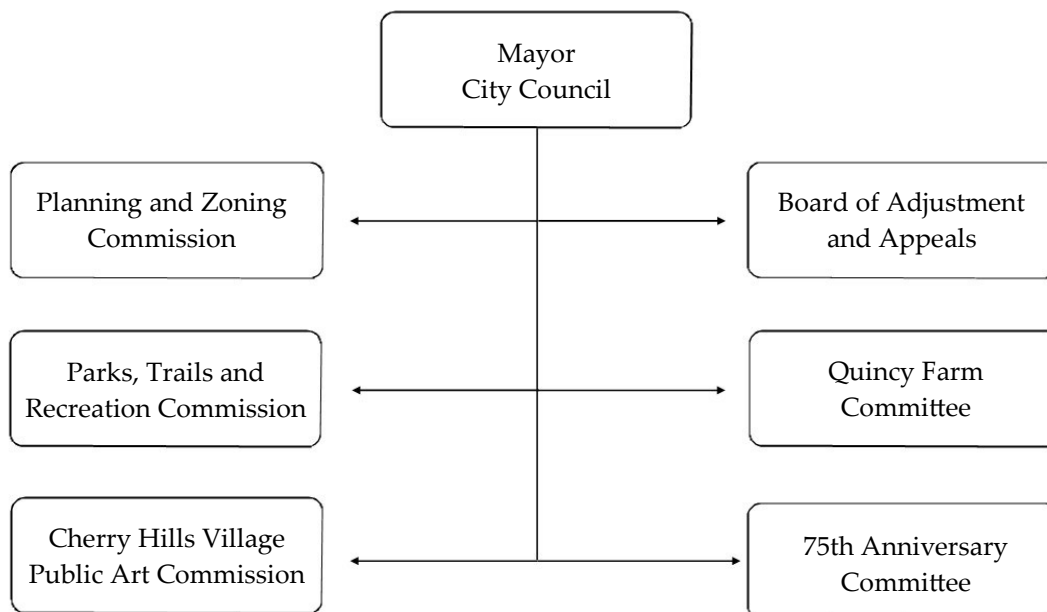 Mayor
City Council
Planning and Zoning
Commission
Board of Adjustment
and Appeals
Parks, Trails and
Recreation Commission
Quincy Farm
Committee
Cherry Hills Village
Public Art Commission
75th Anniversary
Committee